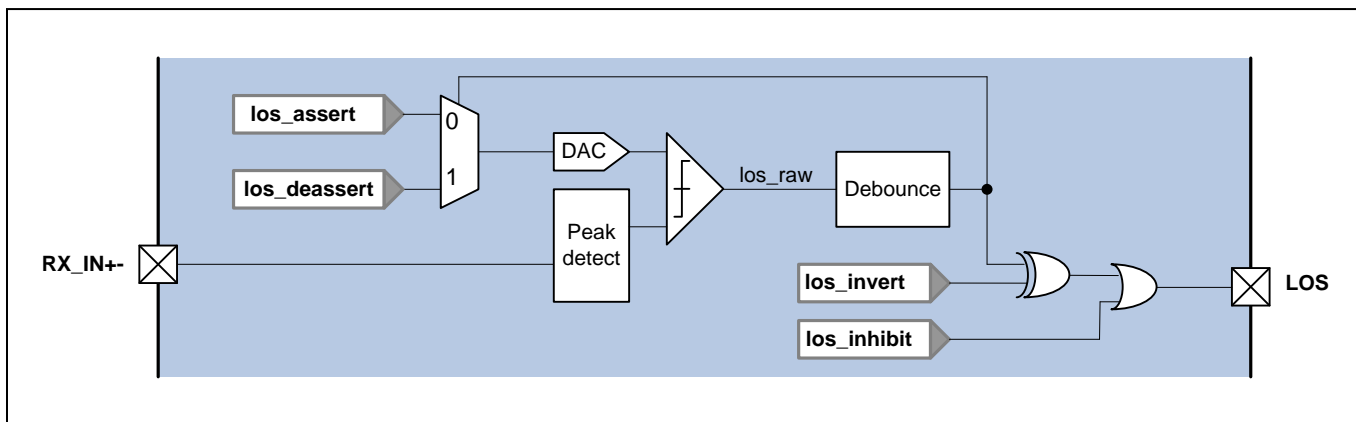 los_assert
0
DAC
los_deassert
1
los_raw
Debounce
Peak
detect
RX_IN+-
los_invert
LOS
los_inhibit